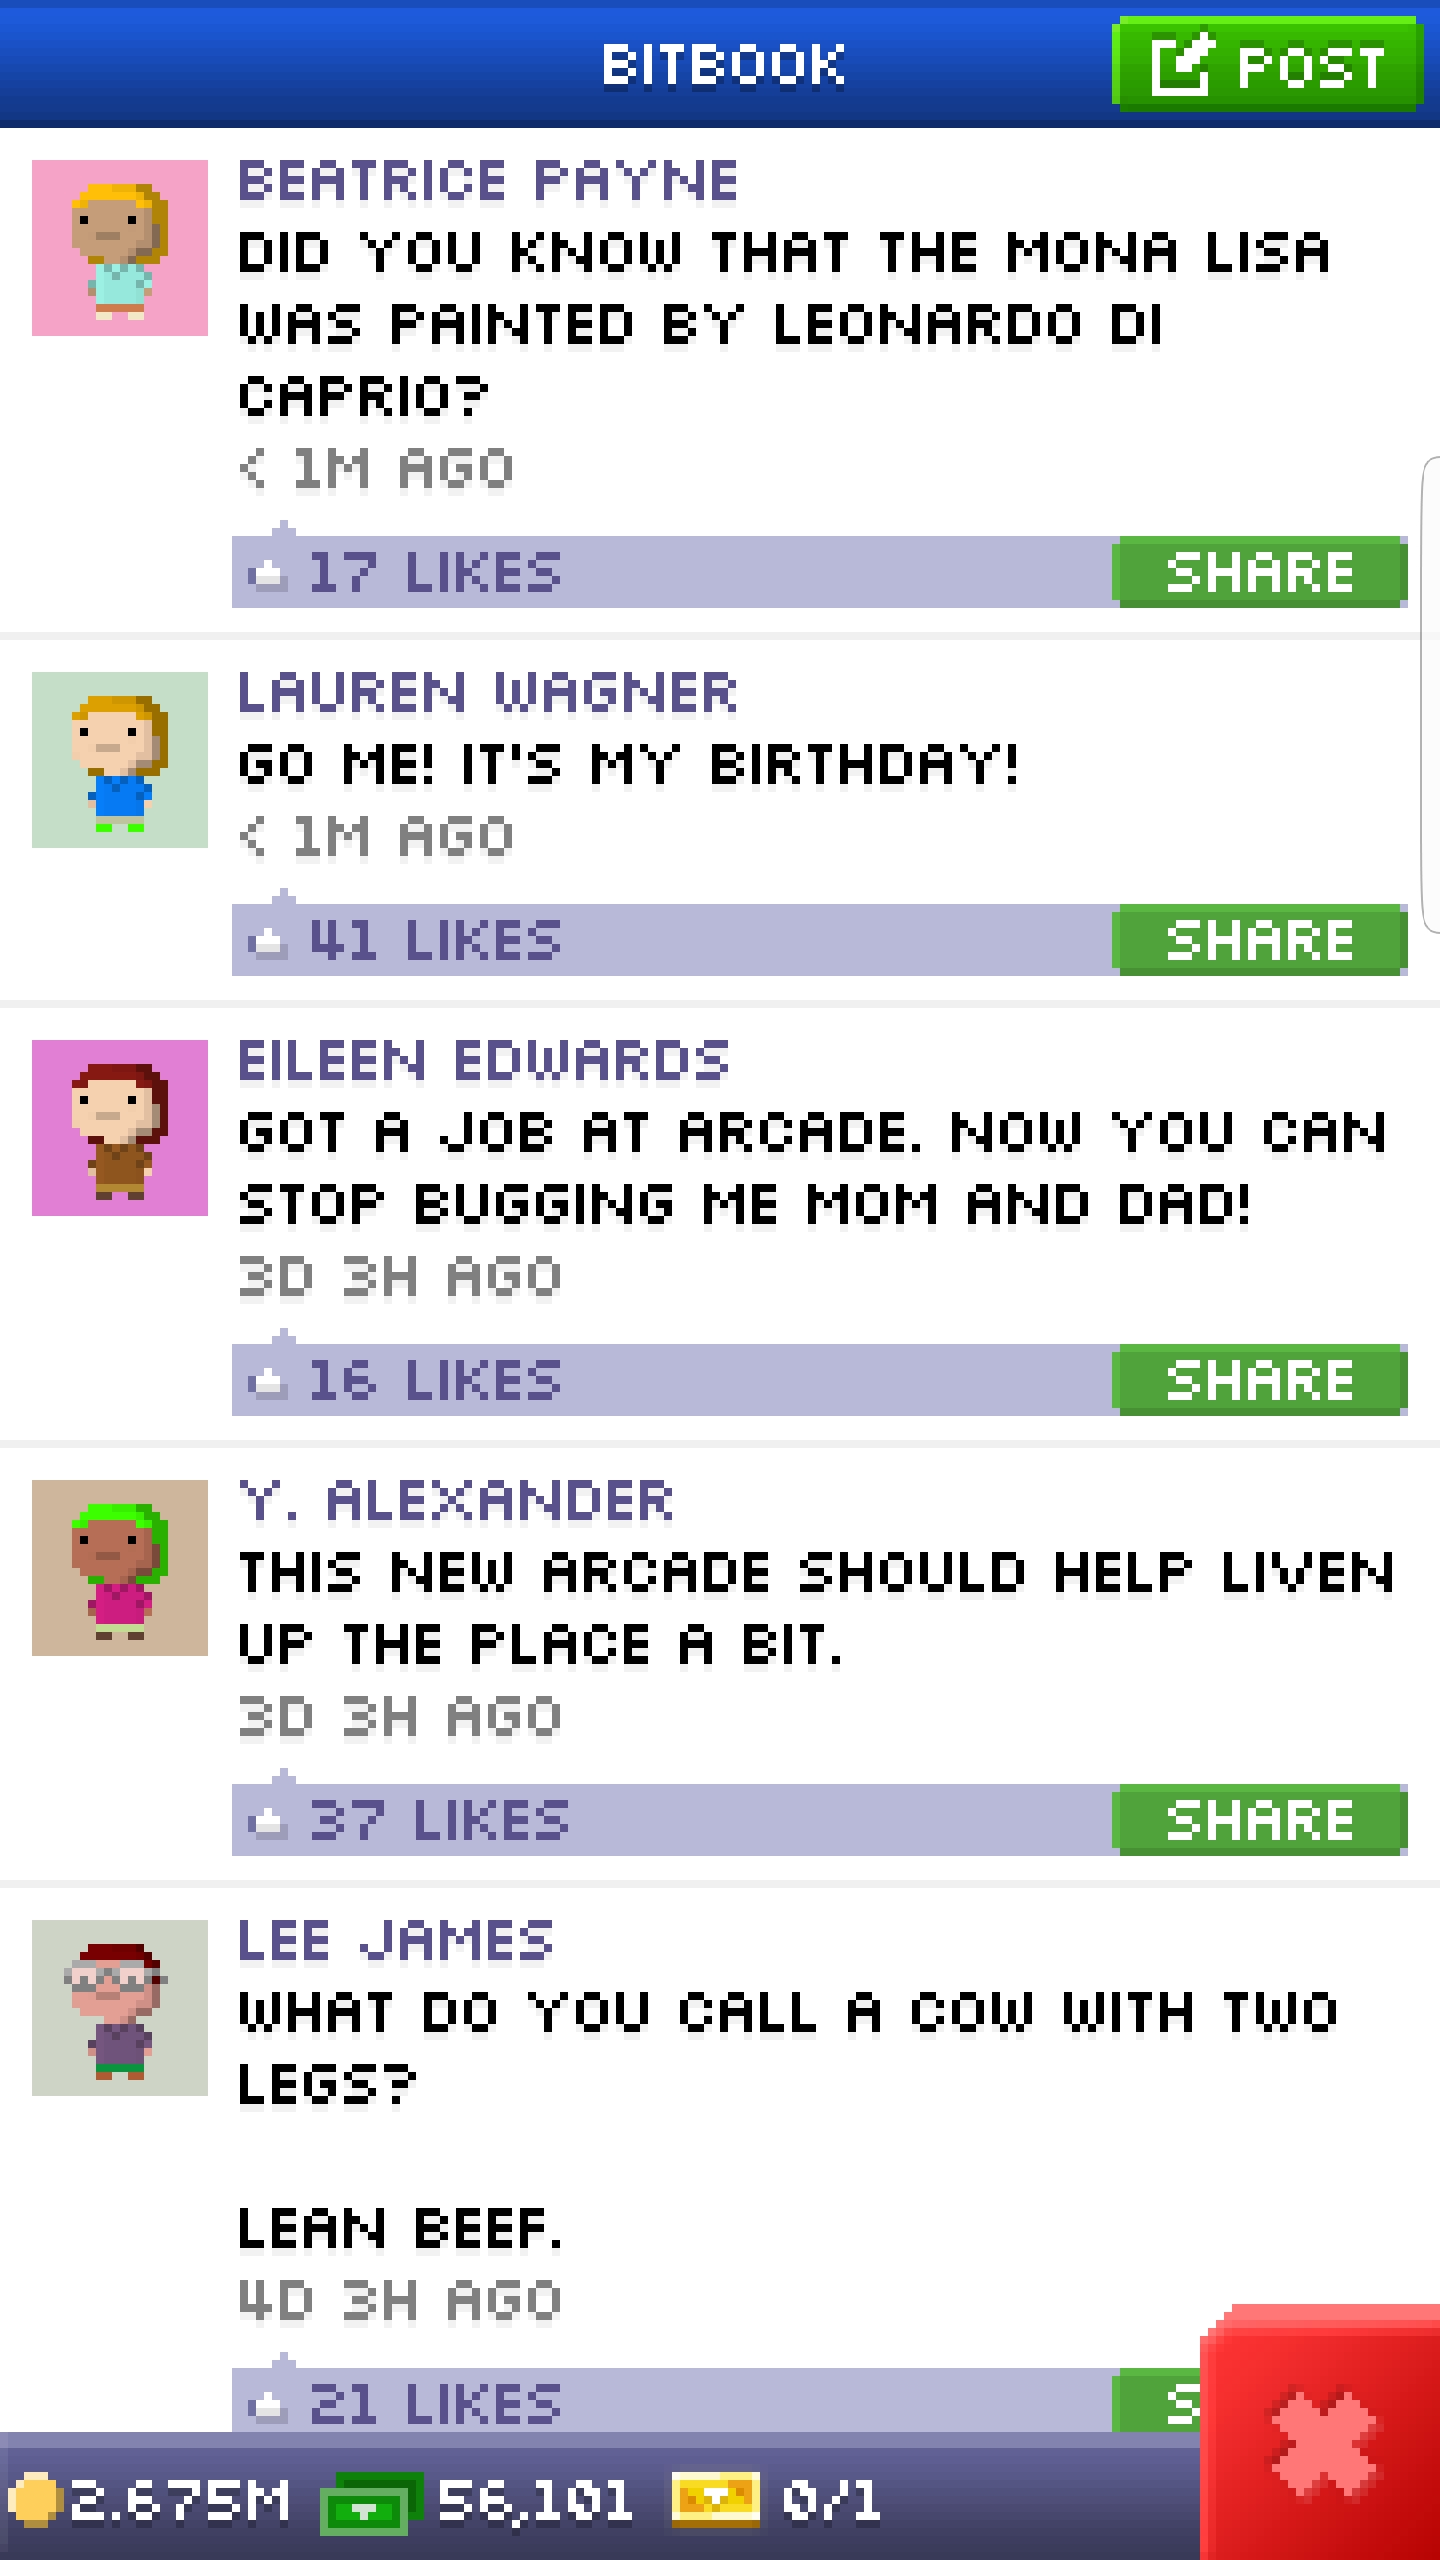 BITBOOK
POST
BEATRICE PAYNE
DID YOU KNOW THAT THE MONA LISA
WAS PAINTED BY LEONARDO DI
CAPRIO?
< 1M AGO
17 LIKES
SHARE
LAUREN WAGNER
GO ME! IT'S MY BIRTHDAY!
< 1M AGO
41 LIKES
SHARE
EILEEN EDWARDS
GOT A JOB AT ARCADE. NOW YOU CAN
STOP BUGGING ME MOM AND DAD!
3D 3H AGO
16 LIKES
SHARE
Y. ALEXANDER
THIS NEW ARCADE SHOULD HELP LIVEN
UP THE PLACE A BIT.
3D 3H AGO
37 LIKES
SHARE
LEE JAMES
WHAT DO YOU CALL A COW WITH TWO
LEGS?
LEAN BEEF.
4D 3H AGO
21 LIKES
S
2.675M
56,101
0/1